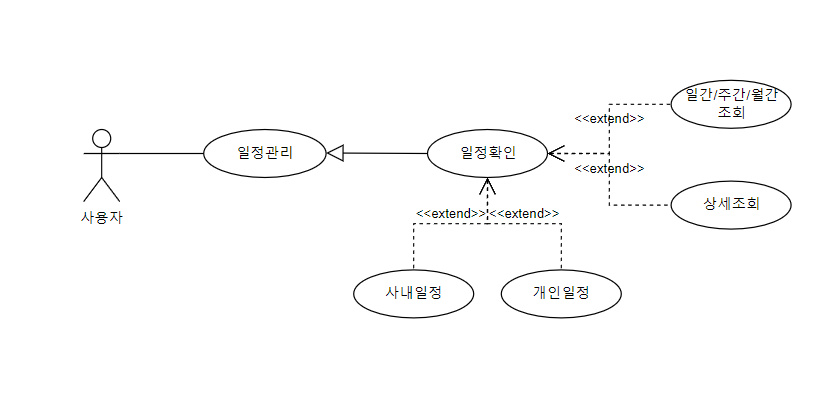 일간/주간/월간
조회
<<extend>>
일정관리
일정확인
<<extend>>
상세조회
사용자
<<extend>> <<extend>>
사내일정
개인일정